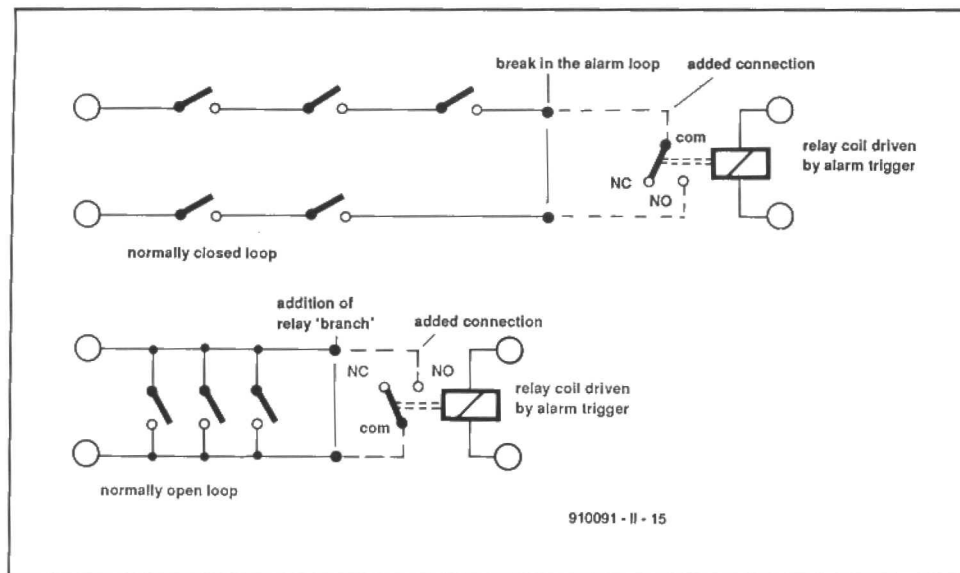 break in the alarm loop
added connection
com
relay coil driven
by alarm trigger
NC
NO
normally closed loop
addition of
relay 'branch'
added connection
NC
NO
relay coil driven
by alarm trigger
com
normally open loop
910091 - II - 15